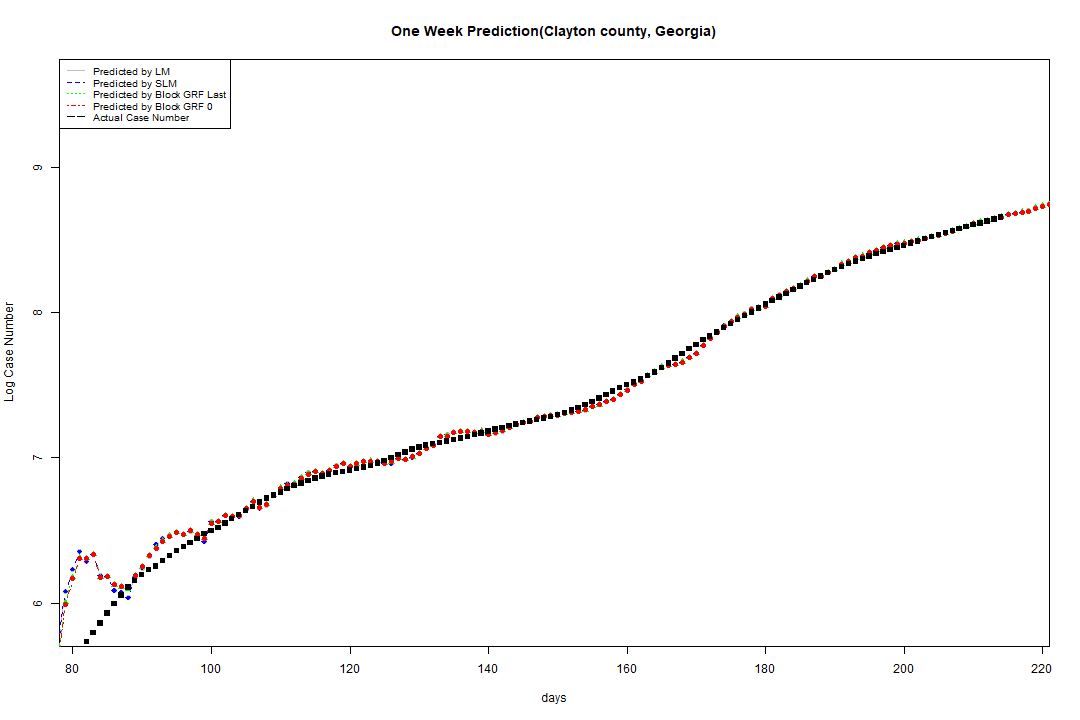 One Week Prediction(Clayton county, Georgia)
Predicted by LM
Predicted by SLM
Predicted by Block GRF Last
Predicted by Block GRF 0
Actual Case Number
9
8
7
6
Log Case Number
80 100 120 140 160 180 200 220
days